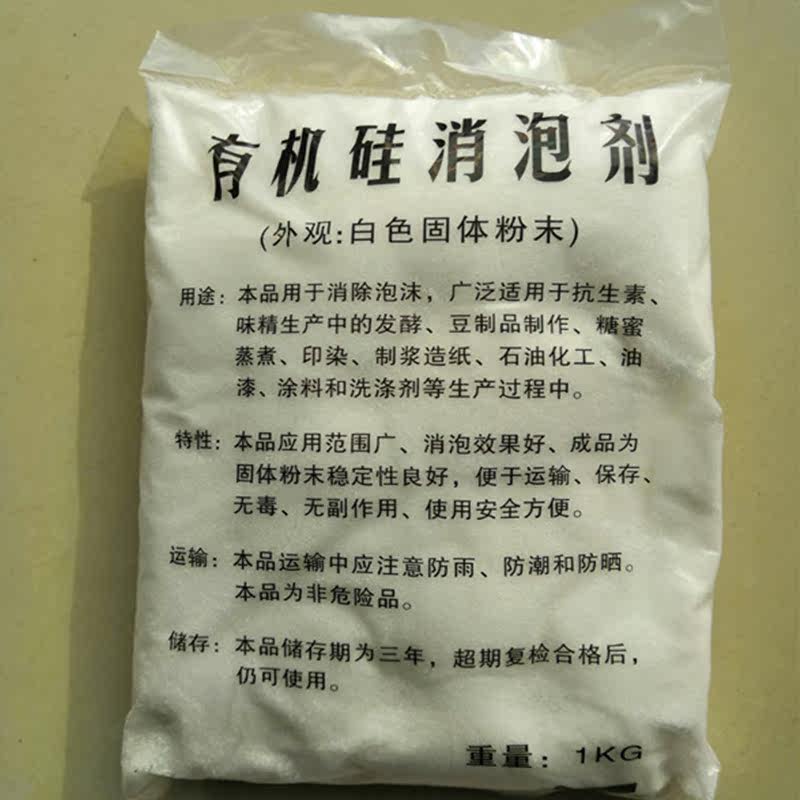 有机硅消泡剂
(外观:白色固体粉末)
用途：本品用于消除泡沫，广泛适用于抗生素、
味精生产中的发酵、豆制品制作、糖蜜
蒸煮、印染、制浆造纸、石油化工、油
漆、涂料和洗涤剂等生产过程中。
特性：本品应用范围广、消泡效果好、成品为
固体粉末稳定性良好，便于运输、保存、
无毒、无副作用、使用安全方便。
运输：本品运输中应注意防雨、防潮和防晒。
本品为非危险品。
储存：本品储存期为三年，超期复检合格后，
仍可使用。
重量：1KG